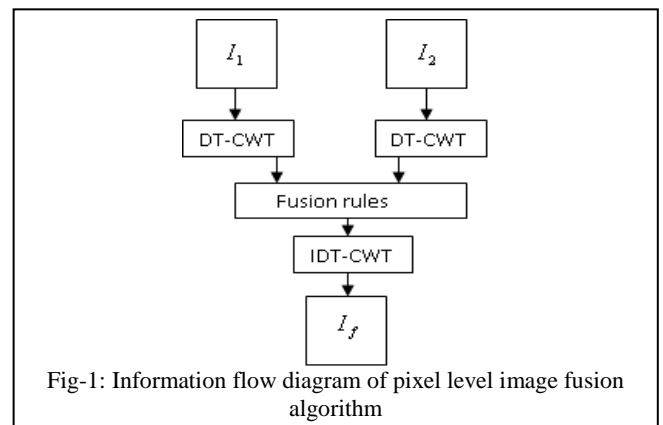 I₁ I₂
DT-CWT DT-CWT
Fusion rules
IDT-CWT
I_f
Fig-1: Information flow diagram of pixel level image fusion
algorithm